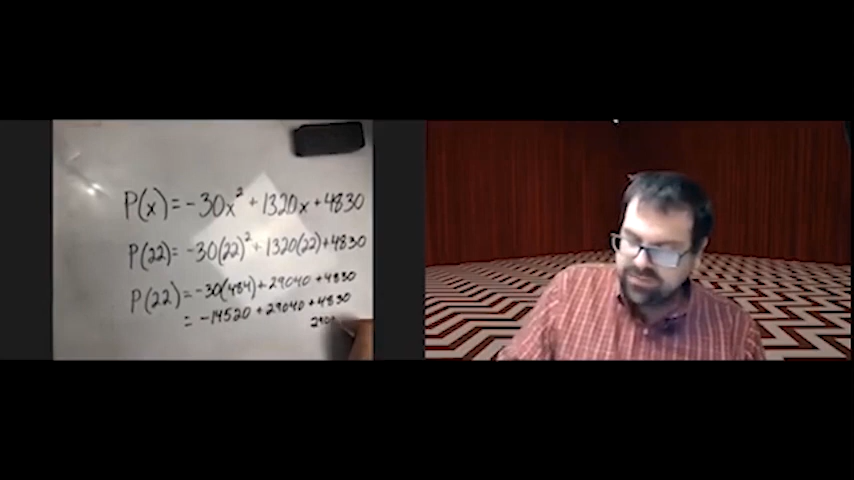 P(x) = -30x² + 1320x + 4830
P(22) = -30(22)² + 1320(22) + 4830
P(22) = -30(484) + 29040 + 4830
= -14520 + 29040 + 4830